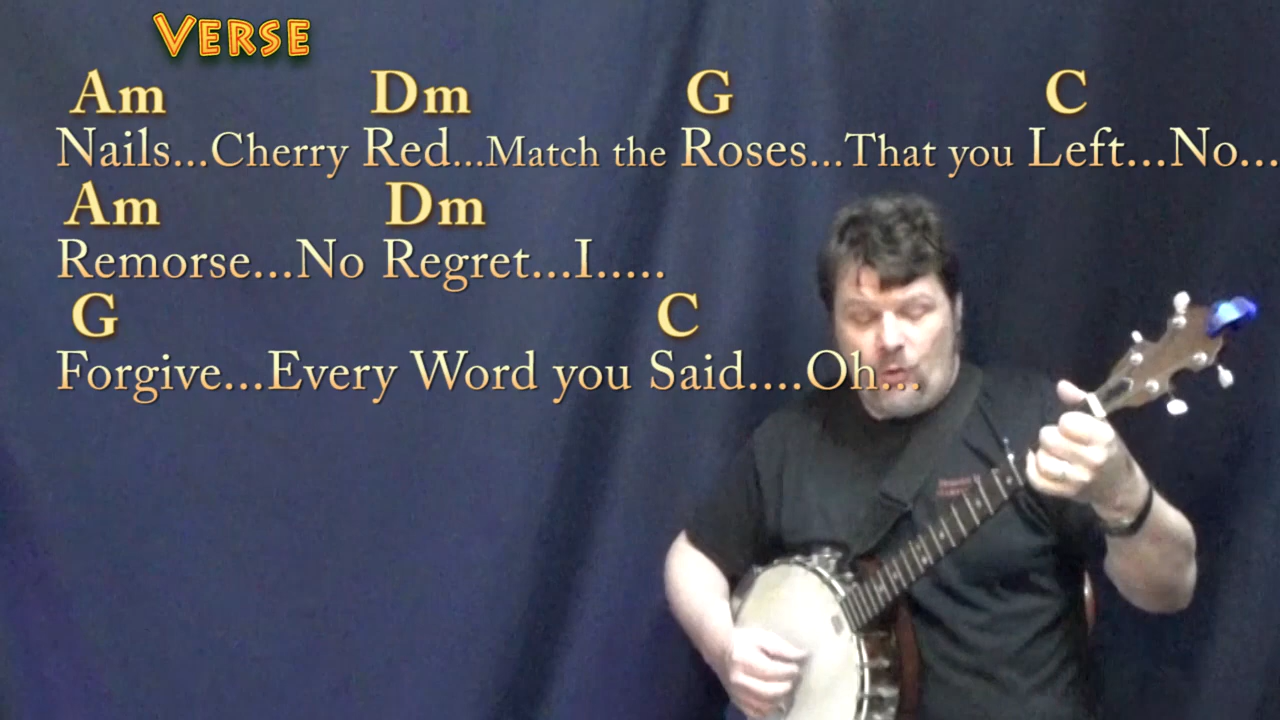 VERSE
Am Dm G C
Nails...Cherry Red...Match the Roses...That you Left...No...
Am Dm
Remorse...No Regret...I.....
G C
Forgive...Every Word you Said....Oh...